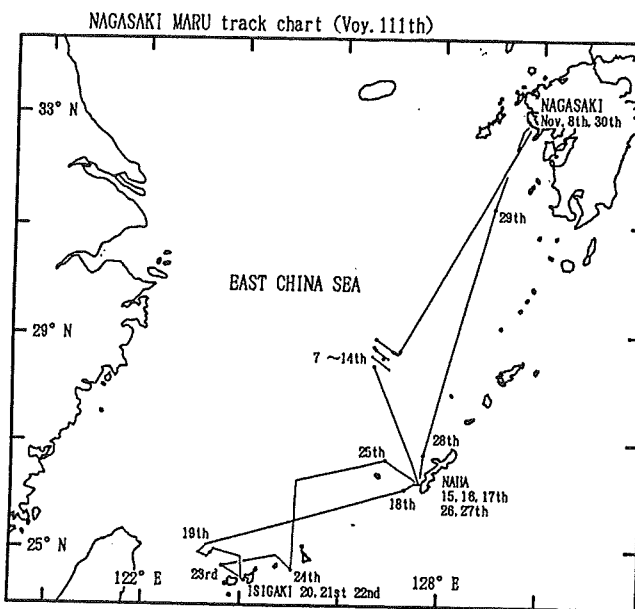 NAGASAKI MARU track chart (Voy. 111th)
33° N
NAGASAKI
Nov. 8th, 30th
29th
EAST CHINA SEA
29° N
7 ~14th
28th
25th
NAHA
15, 16, 17th
18th
26, 27th
19th
25° N
23rd
24th
122° E
ISIGAKI 20, 21st 22nd
128° E